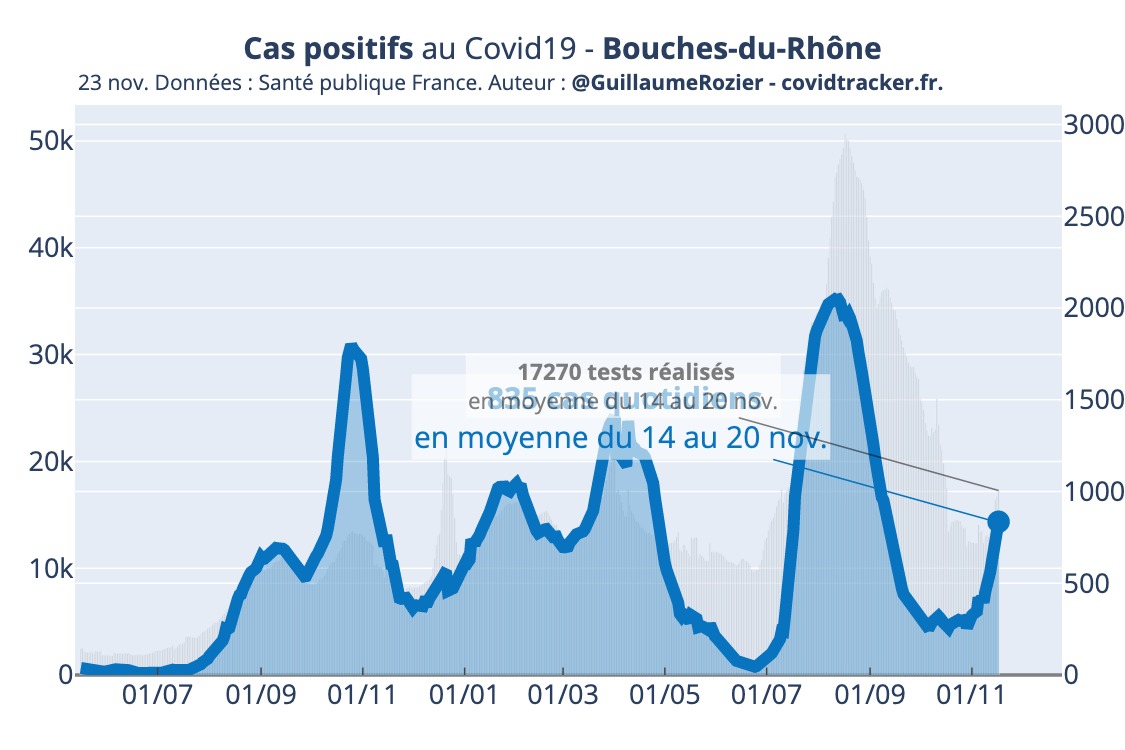 Cas positifs au Covid19 - Bouches-du-Rhône
23 nov. Données : Santé publique France. Auteur : @GuillaumeRozier - covidtracker.fr.
50k
40k
30k
20k
10k
0
3000
2500
2000
1500
1000
500
0
17270 tests réalisés
en moyenne du 14 au 20 nov.
835 cas quotidiens
en moyenne du 14 au 20 nov.
01/07 01/09 01/11 01/01 01/03 01/05 01/07 01/09 01/11